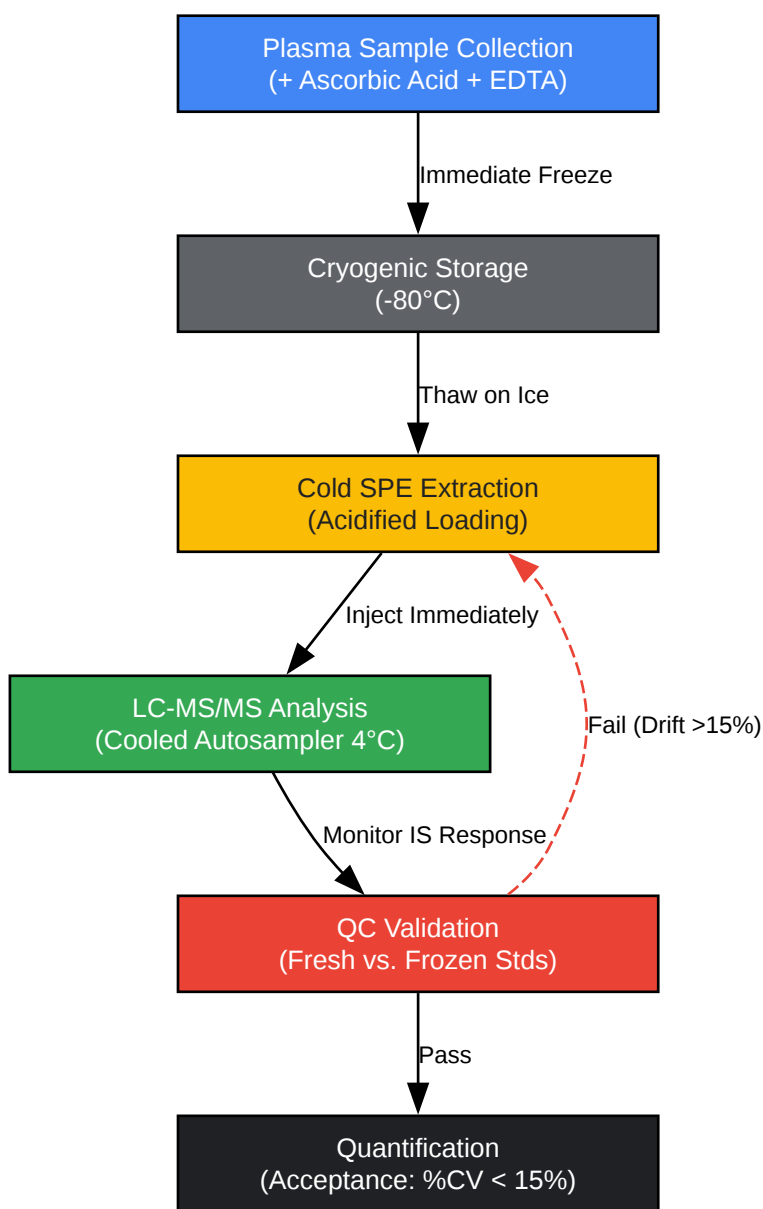 Plasma Sample Collection
(+ Ascorbic Acid + EDTA)
Immediate Freeze
Cryogenic Storage
(-80°C)
Thaw on Ice
Cold SPE Extraction
(Acidified Loading)
Inject Immediately
LC-MS/MS Analysis
(Cooled Autosampler 4°C)
Fail (Drift >15%)
Monitor IS Response
QC Validation
(Fresh vs. Frozen Stds)
Pass
Quantification
(Acceptance: %CV < 15%)